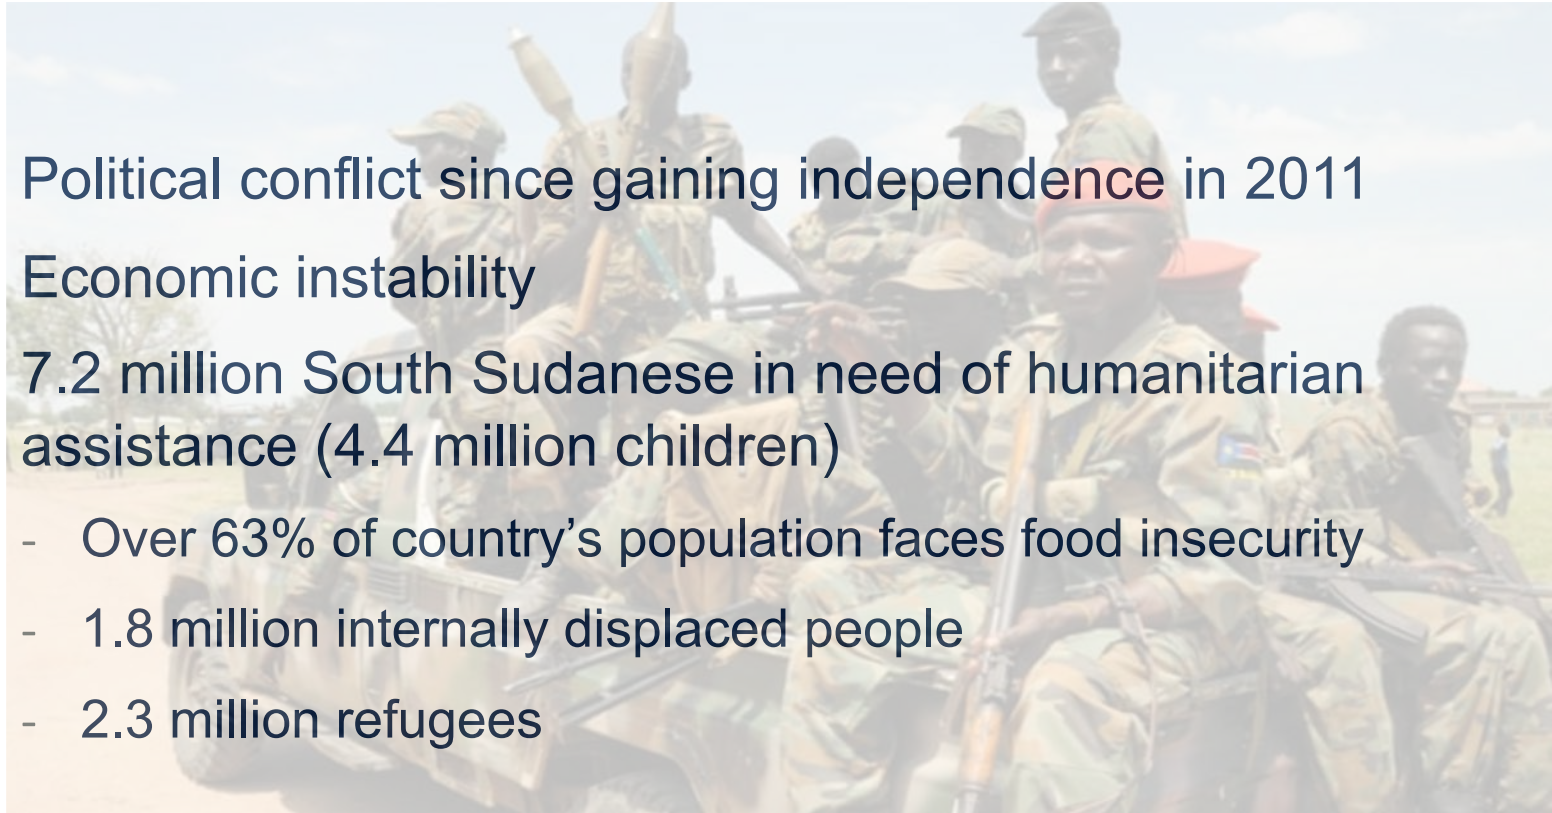 Political conflict since gaining independence in 2011
Economic instability
7.2 million South Sudanese in need of humanitarian
assistance (4.4 million children)
- Over 63% of country’s population faces food insecurity
- 1.8 million internally displaced people
- 2.3 million refugees